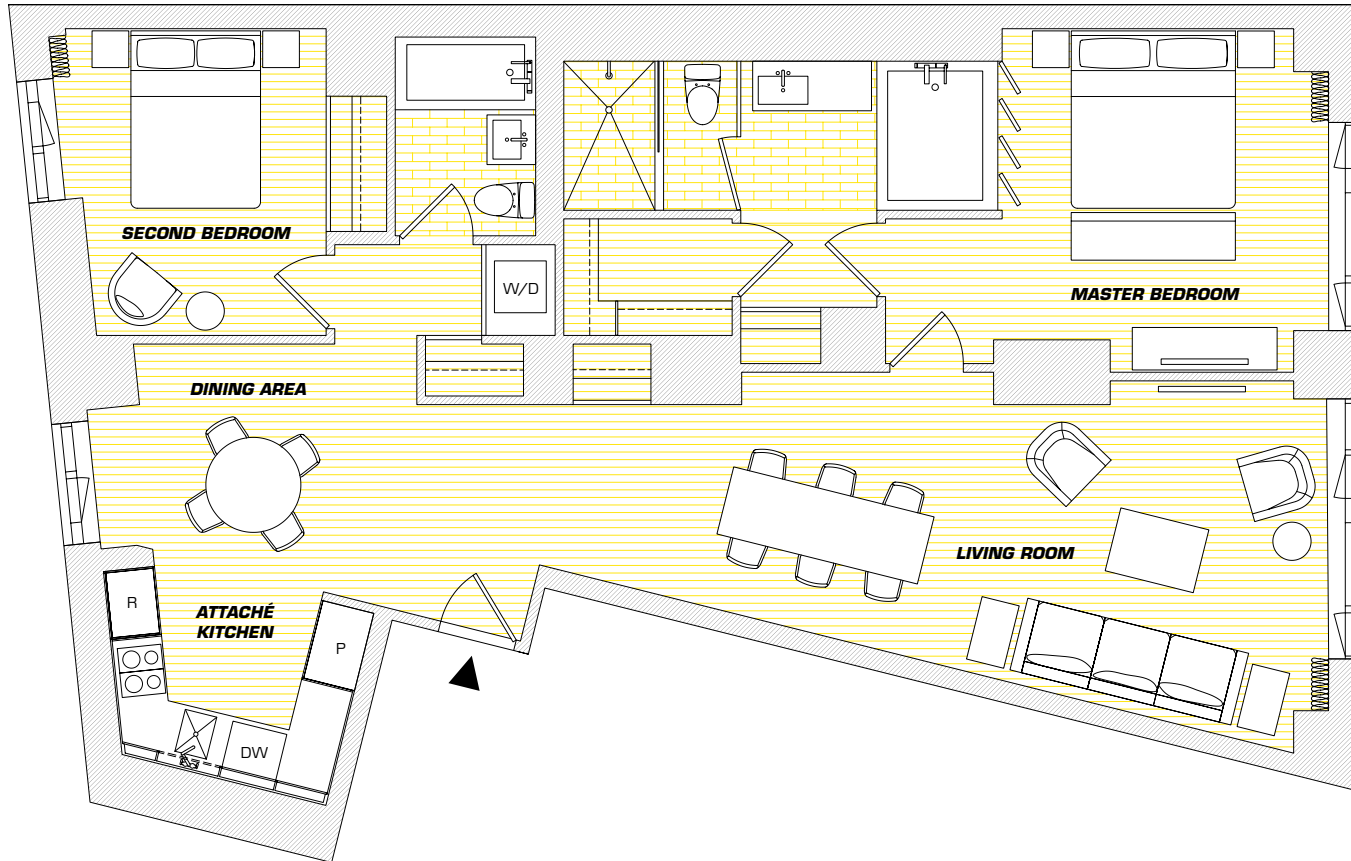 SECOND BEDROOM
W/D
MASTER BEDROOM
DINING AREA
LIVING ROOM
R
ATTACHÉ
KITCHEN
P
DW